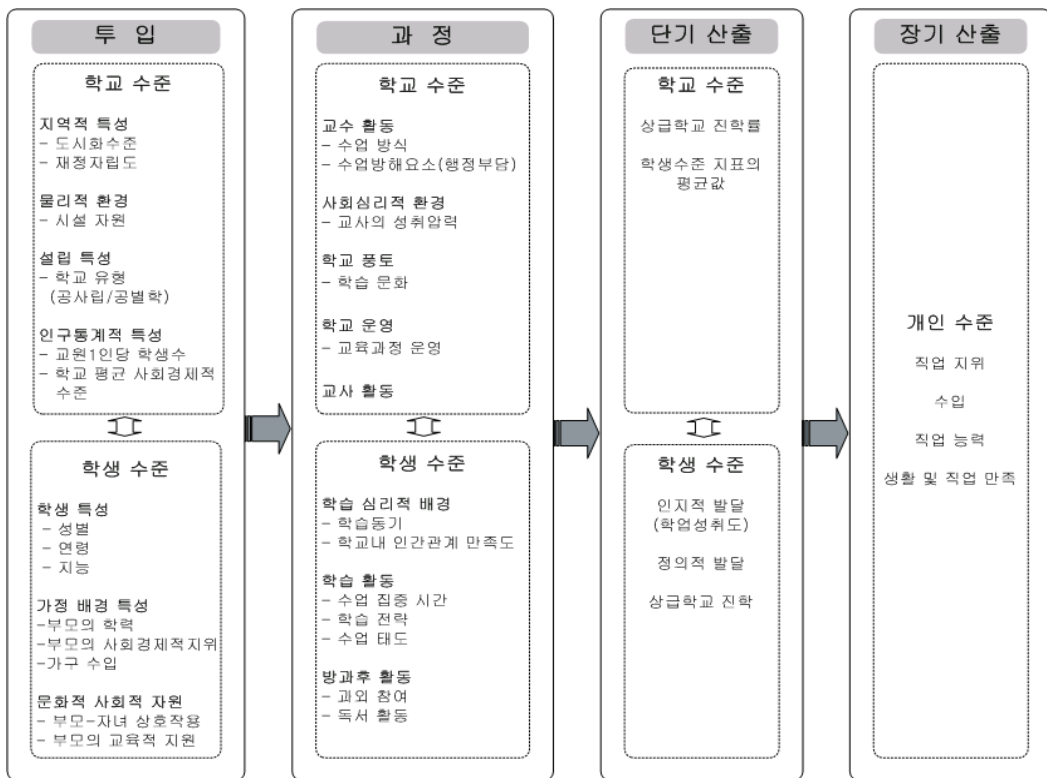 투 입
학교 수준
지역적 특성
- 도시화수준
- 재정자립도
물리적 환경
- 시설 자원
설립 특성
- 학교 유형
(공사립/공별학)
인구통계적 특성
- 교원1인당 학생수
- 학교 평균 사회경제적
수준
학생 수준
학생 특성
- 성별
- 연령
- 지능
가정 배경 특성
-부모의 학력
-부모의 사회경제적지위
-가구 수입
문화적 사회적 자원
- 부모-자녀 상호작용
- 부모의 교육적 지원
과 정
학교 수준
교수 활동
- 수업 방식
- 수업방해요소(행정부담)
사회심리적 환경
- 교사의 성취압력
학교 풍토
- 학습 문화
학교 운영
- 교육과정 운영
교사 활동
학생 수준
학습 심리적 배경
- 학습동기
- 학교내 인간관계 만족도
학습 활동
- 수업 집중 시간
- 학습 전략
- 수업 태도
방과후 활동
- 과외 참여
- 독서 활동
단기 산출
학교 수준
상급학교 진학률
학생수준 지표의
평균값
학생 수준
인지적 발달
(학업성취도)
정의적 발달
상급학교 진학
장기 산출
개인 수준
직업 지위
수입
직업 능력
생활 및 직업 만족